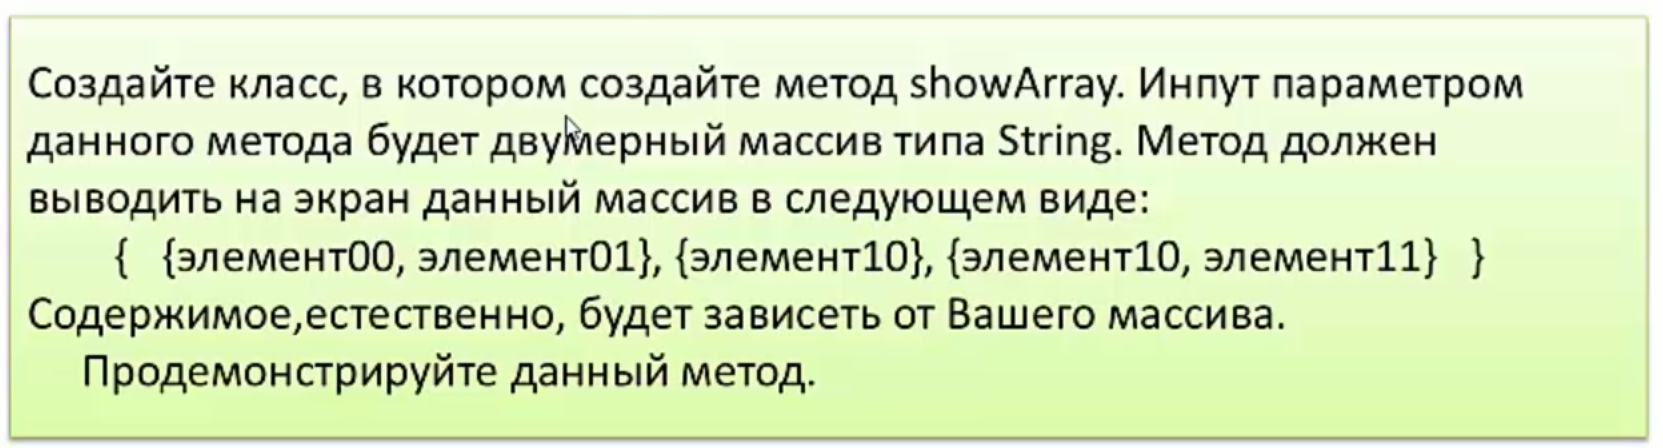 Создайте класс, в котором создайте метод showArray. Инпут параметром
данного метода будет двумерный массив типа String. Метод должен
выводить на экран данный массив в следующем виде:
{ {элемент00, элемент01}, {элемент10}, {элемент10, элемент11} }
Содержимое,естественно, будет зависеть от Вашего массива.
Продемонстрируйте данный метод.